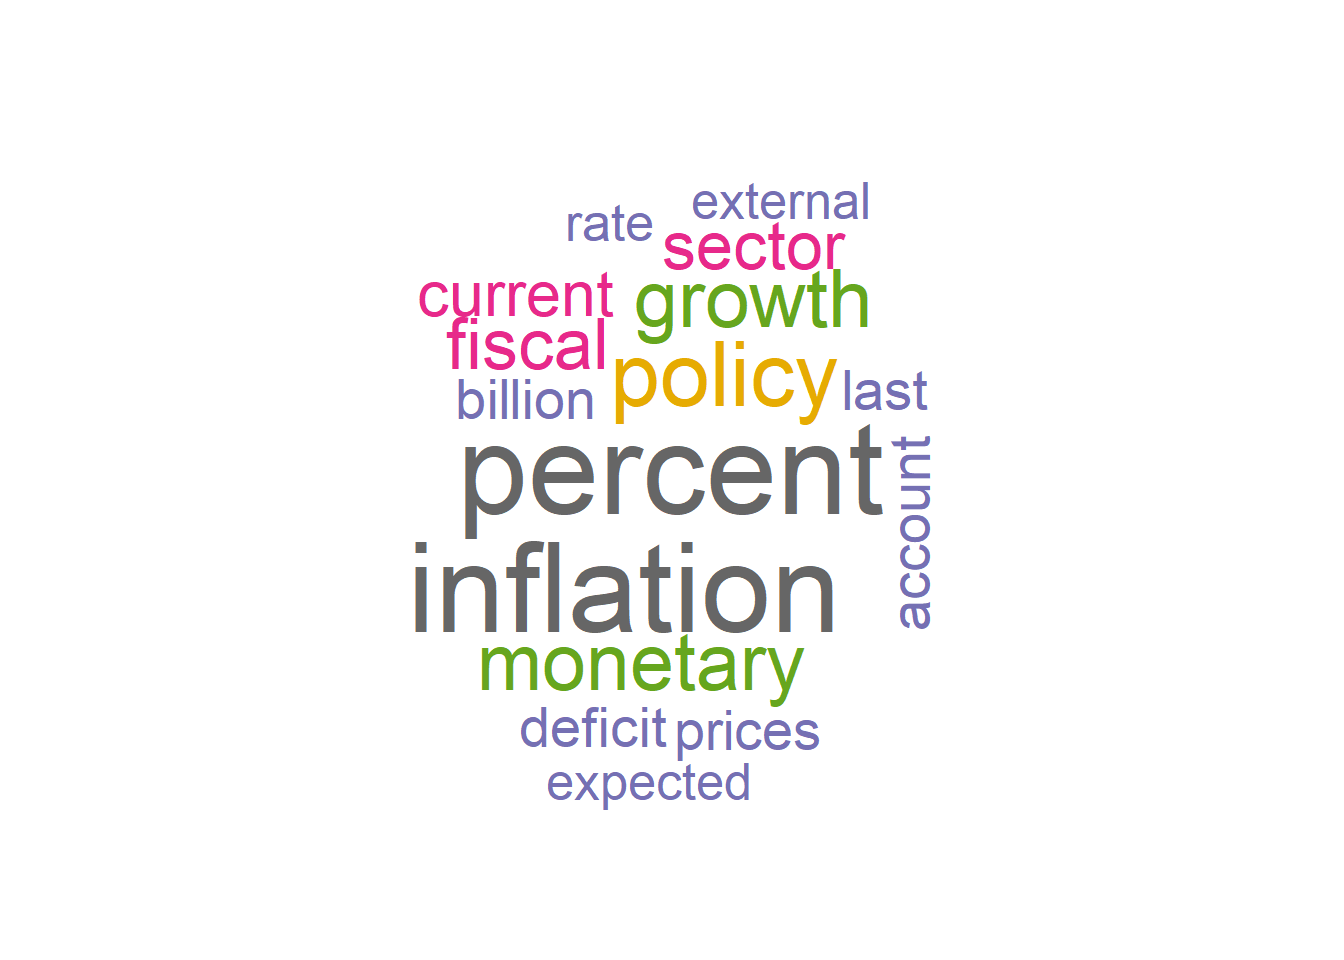 external
rate
sector
current
growth
fiscal
policy
billion
last
percent
account
inflation
monetary
deficit
prices
expected